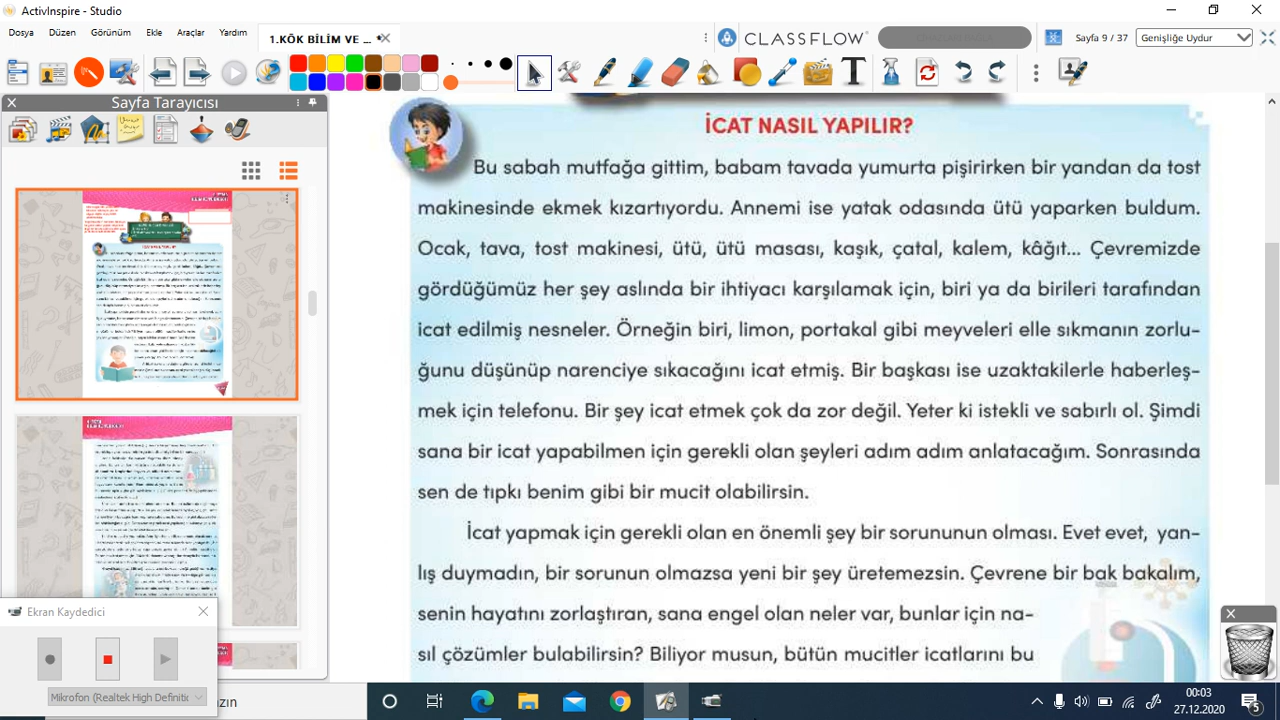 ActivInspire - Studio
Dosya Düzen Görünüm Ekle Araçlar Yardım
1.KÖK BİLİM VE ...
CLASSFLOW
Sayfa 9 / 37
Genişliğe Uydur
Sayfa Tarayıcısı
İCAT NASIL YAPILIR?
Bu sabah mutfağa gittim, babam tavada yumurta pişirirken bir yandan da tost
makinesinde ekmek kızartıyordu. Annemi ise yatak odasında ütü yaparken buldum.
Ocak, tava, tost makinesi, ütü, ütü masası, kaşık, çatal, kalem, kâğıt... Çevremizde
gördüğümüz her şey aslında bir ihtiyacı karşılamak için, biri ya da birileri tarafından
icat edilmiş nesneler. Örneğin biri, limon, portakal gibi meyveleri elle sıkmanın zorlu-
ğunu düşünüp narenciye sıkacağını icat etmiş. Bir başkası ise uzaktakilerle haberleş-
mek için telefonu. Bir şey icat etmek çok da zor değil. Yeter ki istekli ve sabırlı ol. Şimdi
sana bir icat yapabilmen için gerekli olan şeyleri adım adım anlatacağım. Sonrasında
sen de tıpkı benim gibi bir mucit olabilirsin.
İcat yapmak için gerekli olan en önemli şey bir sorununun olması. Evet evet, yan-
lış duymadın, bir sorunun olmazsa yeni bir şey üretemezsin. Çevrene bir bak bakalım,
senin hayatını zorlaştıran, sana engel olan neler var, bunlar için na-
sıl çözümler bulabilirsin? Biliyor musun, bütün mucitler icatlarını bu
Ekran Kaydedici
Mikrofon (Realtek High Definitic
zın
00:03
27.12.2020
5